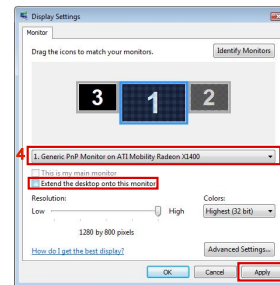 Display Settings
Monitor
Drag the icons to match your monitors.
Identify Monitors
3
1
2
4
1. Generic PnP Monitor on ATI Mobility Radeon X1400
This is my main monitor
Extend the desktop onto this monitor
Resolution:
Colors:
Low
High
Highest (32 bit)
1280 by 800 pixels
How do I get the best display?
Advanced Settings...
OK
Cancel
Apply